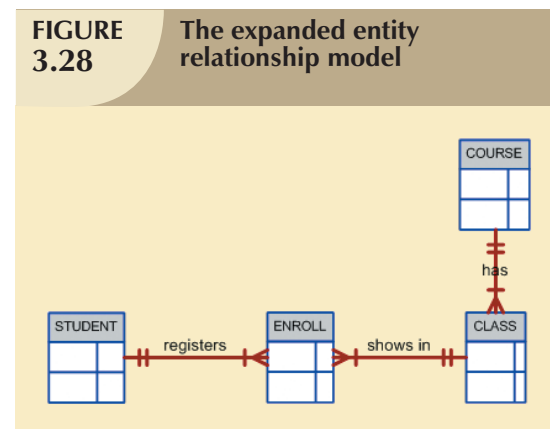 FIGURE
3.28
The expanded entity
relationship model
COURSE
has
STUDENT
registers
ENROLL
shows in
CLASS